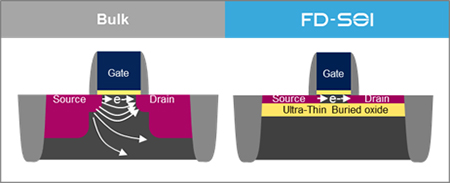 Bulk
FD-SOI
Gate
Source
e-
Drain
Gate
Source
e-
Drain
Ultra-Thin Buried oxide